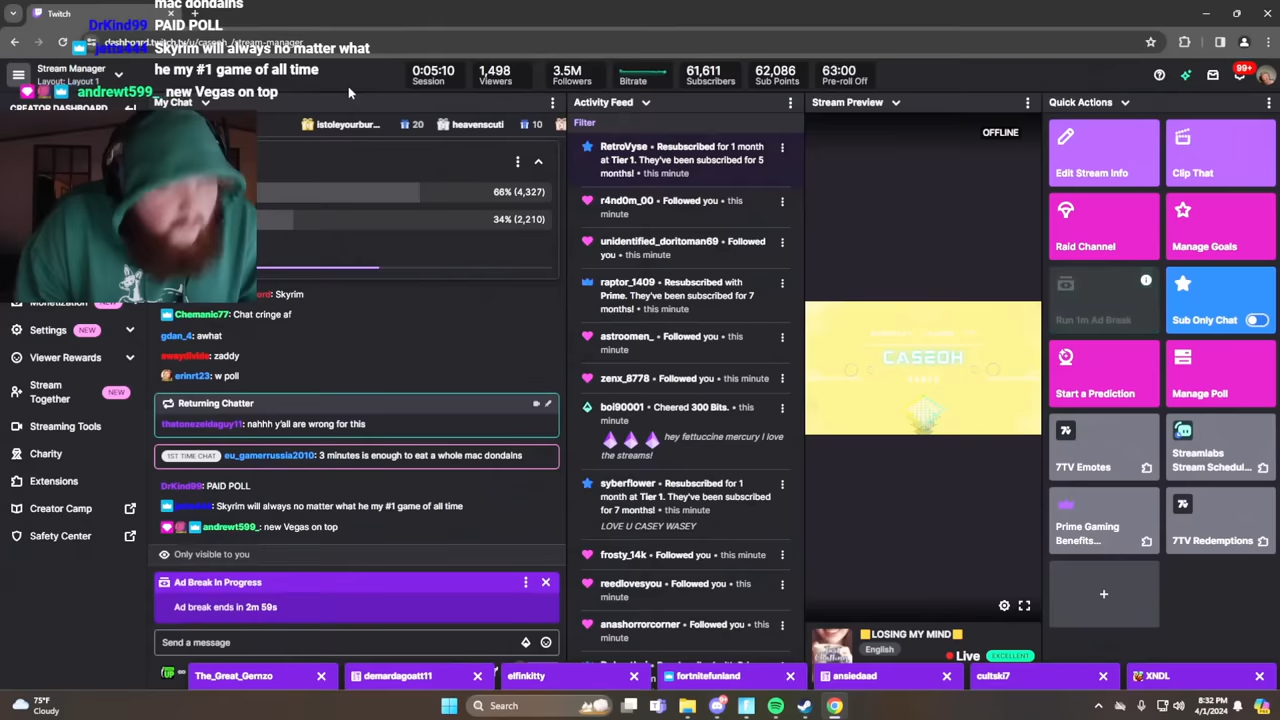 mac dondains
DrKind99 PAID POLL
Skyrim will always no matter what
he my #1 game of all time
andrewt599_ new Vegas on top
Twitch
Stream Manager
Layout: Layout 1
0:05:10
Session
1,498
Viewers
3.5M
Followers
Bitrate
61,611
Subscribers
62,086
Sub Points
63:00
Pre-roll Off
99+
CREATOR DASHBOARD
Monetization NEW
Settings NEW
Viewer Rewards
Stream
Together NEW
Streaming Tools
Charity
Extensions
Creator Camp
Safety Center
My Chat
istoleyourbur... 20 heavenscuti 10
66% (4,327)
34% (2,210)
: Skyrim
Chemanic77: Chat cringe af
gdan_4: awhat
awaydivide: zaddy
erinrt23: w poll
Returning Chatter
thatonezeldaguy11: nahhh y'all are wrong for this
1ST TIME CHAT eu_gamerrussia2010: 3 minutes is enough to eat a whole mac dondains
DrKind99: PAID POLL
Skyrim will always no matter what he my #1 game of all time
andrewt599_: new Vegas on top
Only visible to you
Ad Break In Progress
Ad break ends in 2m 59s
Send a message
Activity Feed
Filter
RetroVyse • Resubscribed for 1 month
at Tier 1. They've been subscribed for 5
months! • this minute
r4nd0m_00 • Followed you • this
minute
unidentified_doritoman69 • Followed
you • this minute
raptor_1409 • Resubscribed with
Prime. They've been subscribed for 7
months! • this minute
astroomen_ • Followed you • this
minute
zenx_8778 • Followed you • this
minute
boi90001 • Cheered 300 Bits. • this
minute
hey fettuccine mercury I love
the streams!
syberflower • Resubscribed for 1
month at Tier 1. They've been subscribed
for 7 months! • this minute
LOVE U CASEY WASEY
frosty_14k • Followed you • this
minute
reedlovesyou • Followed you • this
minute
anashorrorcorner • Followed you • this
minute
Stream Preview
OFFLINE
CASEOH
LOSING MY MIND
English
Live EXCELLENT
Quick Actions
Edit Stream Info
Clip That
Raid Channel
Manage Goals
Run 1m Ad Break
Sub Only Chat
Start a Prediction
Manage Poll
7TV Emotes
Streamlabs
Stream Schedul...
Prime Gaming
Benefits...
7TV Redemptions
+
The_Great_Gemzo
demardagoatt11
elfinkitty
fortnitefunland
ansiedaad
cultski7
XNDL
75°F
Cloudy
Search
8:32 PM
4/1/2024